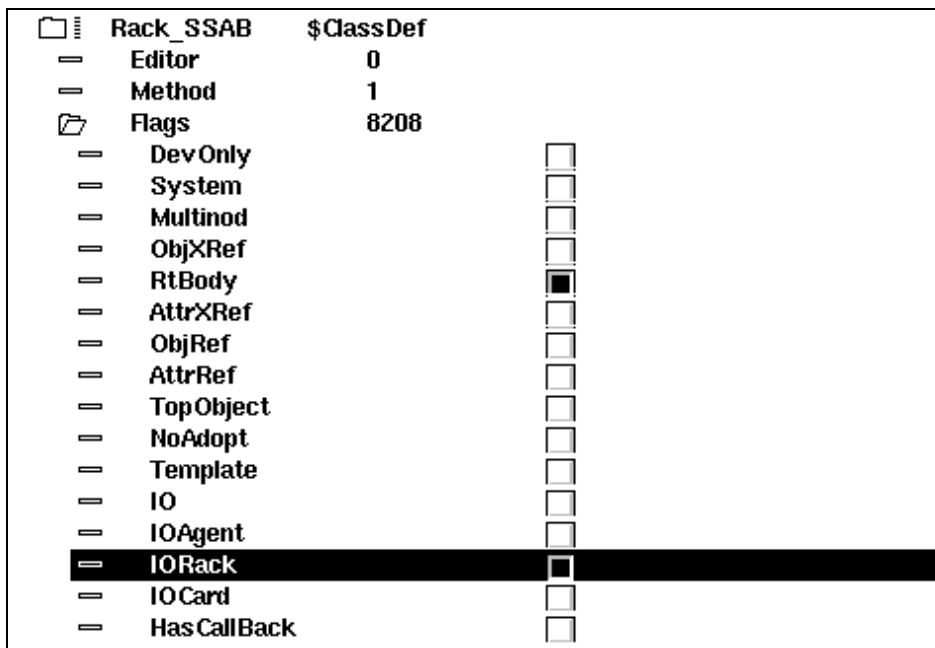 Rack_SSAB $ClassDef
Editor 0
Method 1
Flags 8208
DevOnly
System
Multinod
ObjXRef
RtBody
AttrXRef
ObjRef
AttrRef
TopObject
NoAdopt
Template
IO
IOAgent
IORack
IOCard
HasCallBack